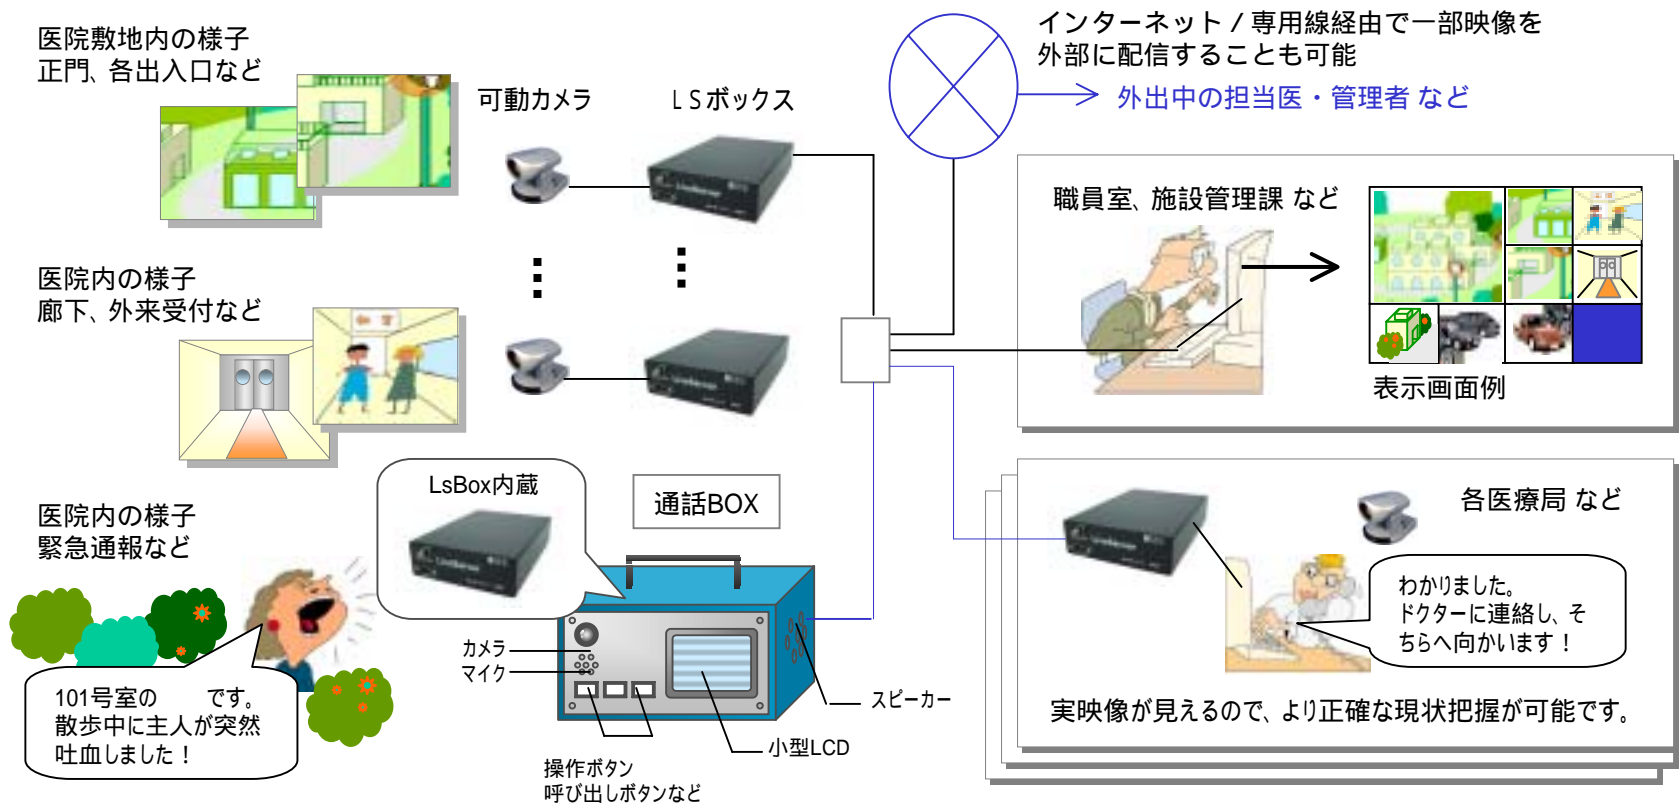 医院敷地内の様子
正門、各出入口など
可動カメラ
ＬＳボックス
インターネット / 専用線経由で一部映像を
外部に配信することも可能
外出中の担当医・管理者 など
職員室、施設管理課 など
表示画面例
医院内の様子
廊下、外来受付など
医院内の様子
緊急通報など
LsBox内蔵
通話BOX
カメラ
マイク
スピーカー
小型LCD
操作ボタン
呼び出しボタンなど
101号室の　　です。
散歩中に主人が突然
吐血しました！
各医療局 など
わかりました。
ドクターに連絡し、そ
ちらへ向かいます！
実映像が見えるので、より正確な現状把握が可能です。